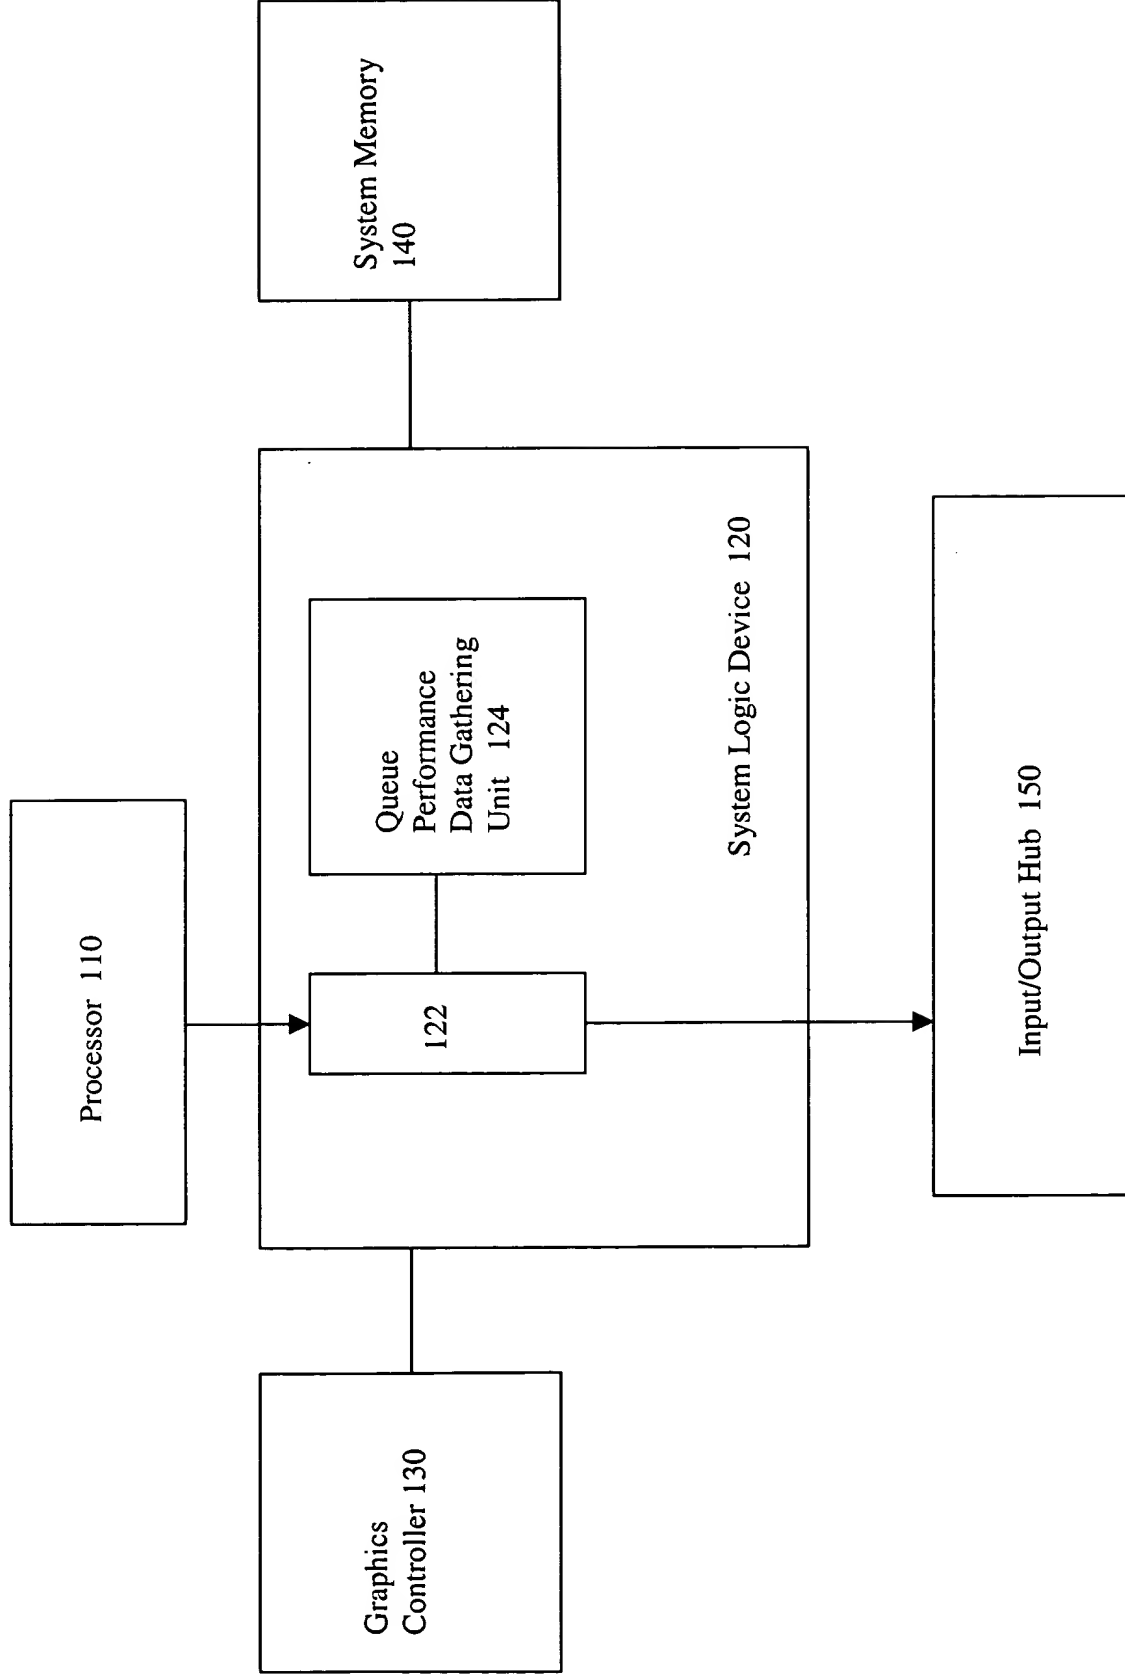 Processor 110
Graphics
Controller 130
122
Queue
Performance
Data Gathering
Unit 124
System Logic Device 120
System Memory
140
Input/Output Hub 150